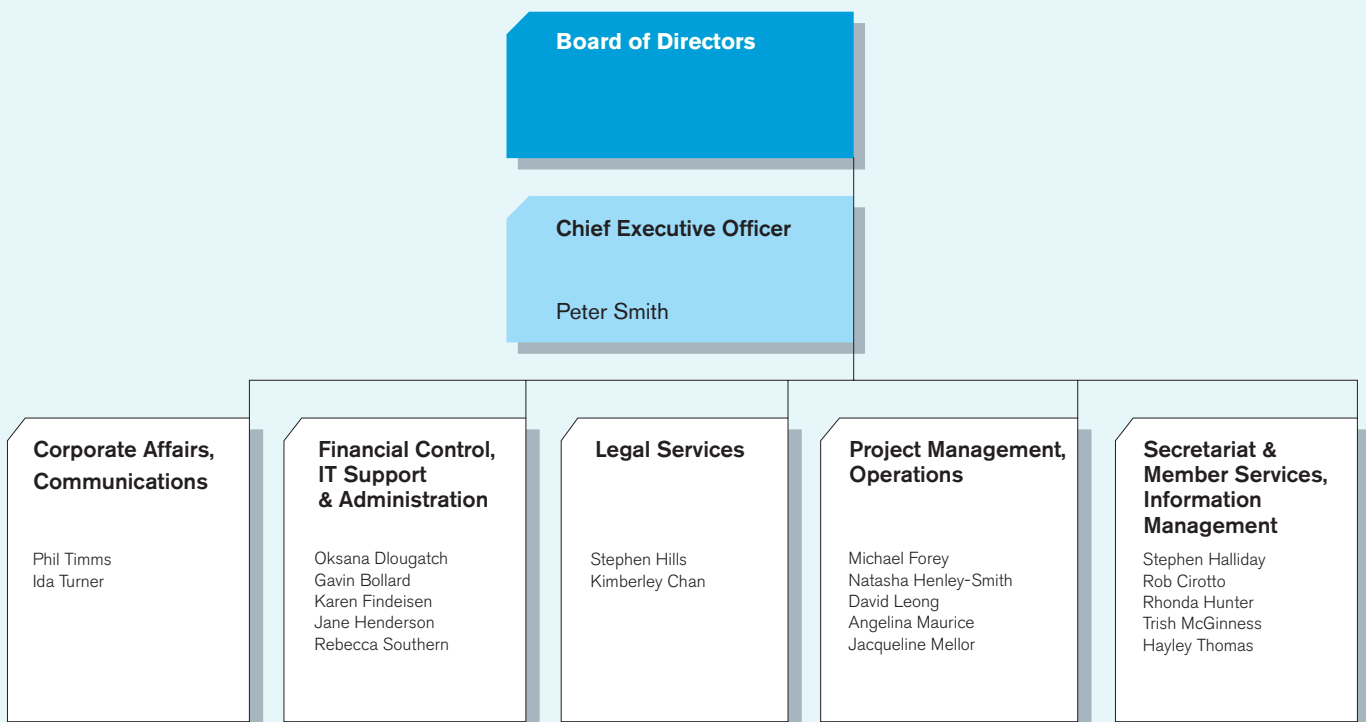 Board of Directors
Chief Executive Officer
Peter Smith
Corporate Affairs,
Communications
Phil Timms
Ida Turner
Financial Control,
IT Support
& Administration
Oksana Dlougatch
Gavin Bollard
Karen Findeisen
Jane Henderson
Rebecca Southern
Legal Services
Stephen Hills
Kimberley Chan
Project Management,
Operations
Michael Forey
Natasha Henley-Smith
David Leong
Angelina Maurice
Jacqueline Mellor
Secretariat &
Member Services,
Information
Management
Stephen Halliday
Rob Cirotto
Rhonda Hunter
Trish McGinness
Hayley Thomas